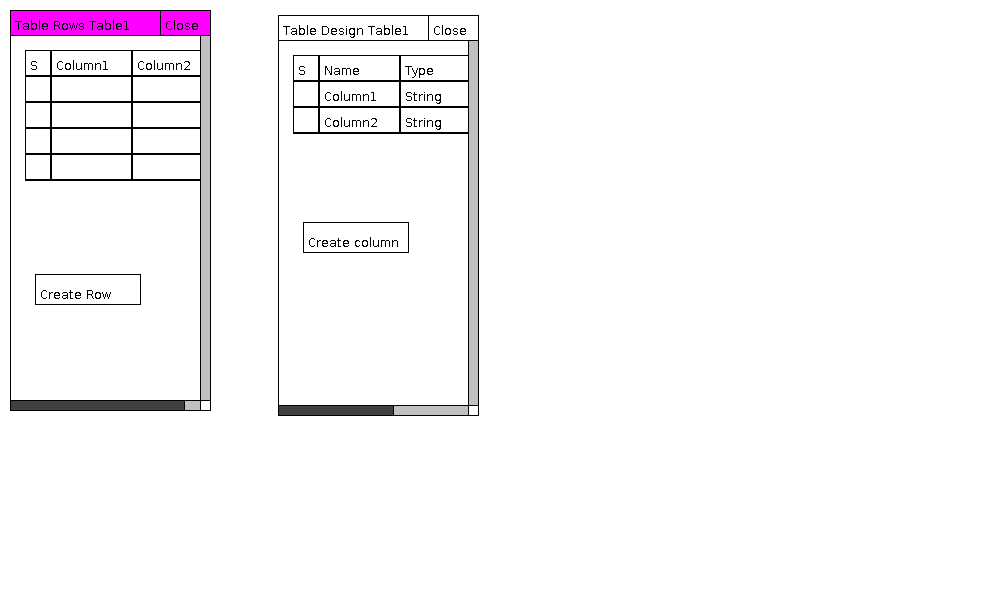 Table Rows Table1 Close
S Column1 Column2
Create Row
Table Design Table1 Close
S Name Type
Column1 String
Column2 String
Create column